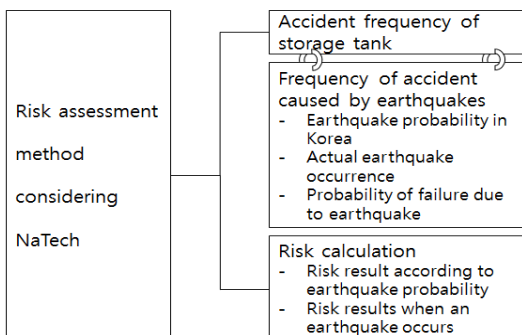 Risk assessment
method
considering
NaTech
Accident frequency of
storage tank
Frequency of accident
caused by earthquakes
- Earthquake probability in
Korea
- Actual earthquake
occurrence
- Probability of failure due
to earthquake
Risk calculation
- Risk result according to
earthquake probability
- Risk results when an
earthquake occurs